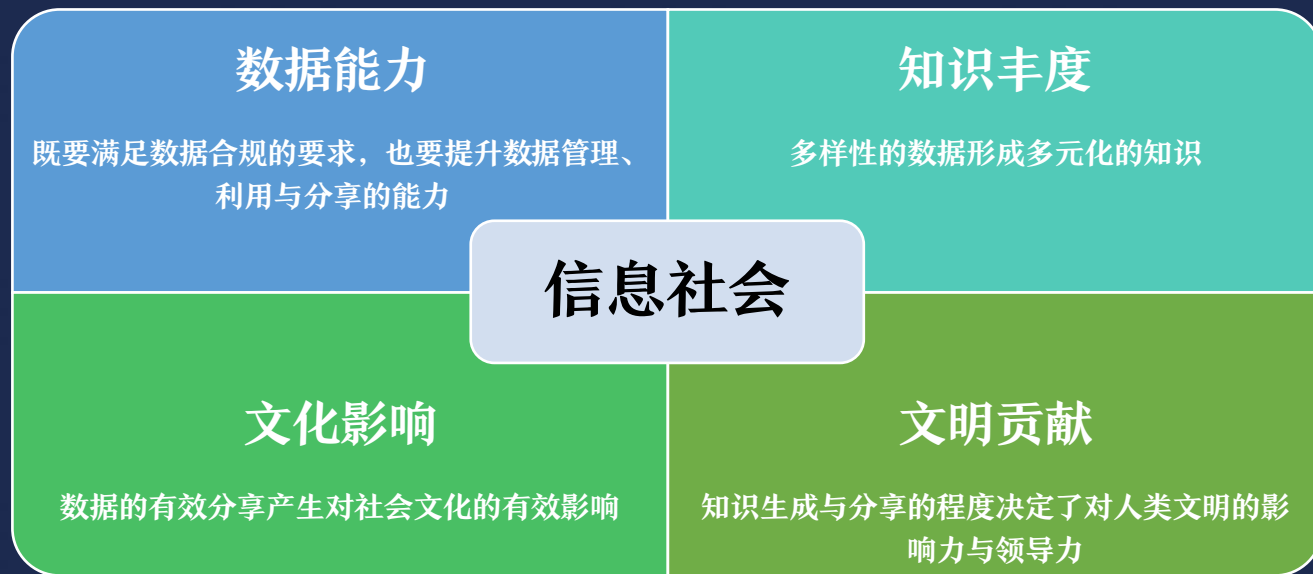 数据能力
既要满足数据合规的要求，也要提升数据管理、
利用与分享的能力
知识丰度
多样性的数据形成多元化的知识
信息社会
文化影响
数据的有效分享产生对社会文化的有效影响
文明贡献
知识生成与分享的程度决定了对人类文明的影
响力与领导力